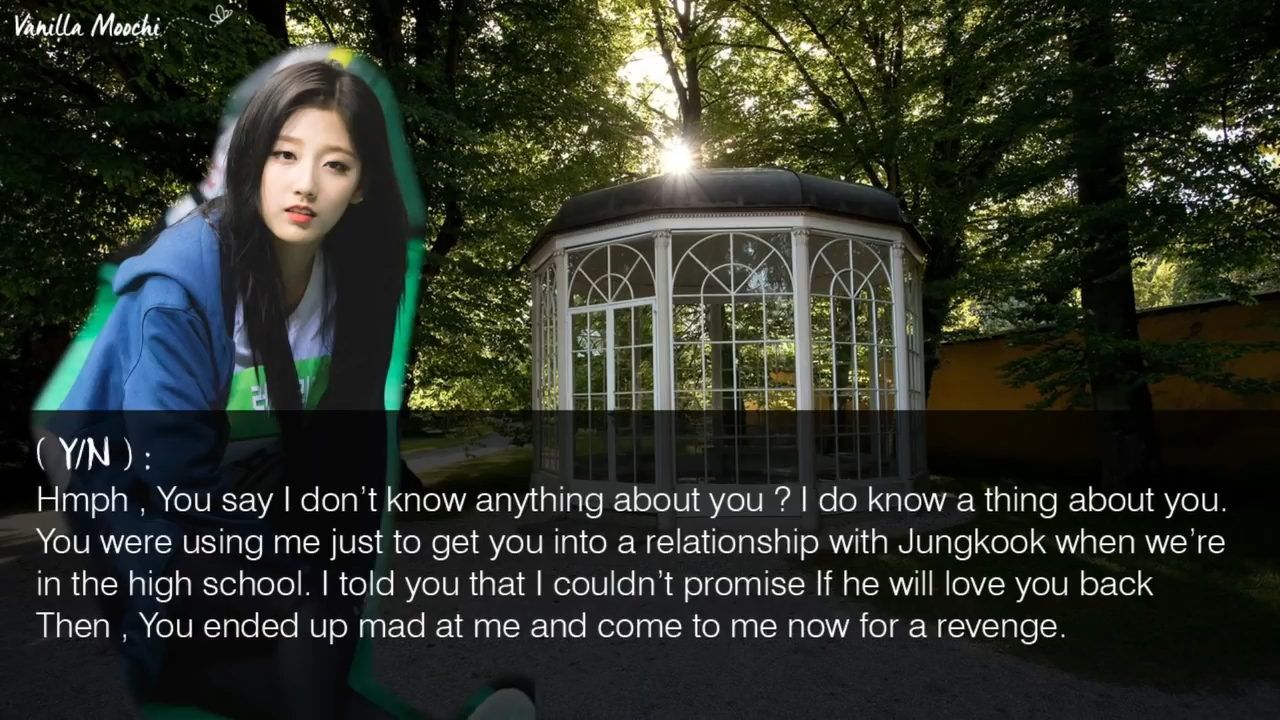 Vanilla Moochi
( Y/N ) :
Hmph , You say I don’t know anything about you ? I do know a thing about you.
You were using me just to get you into a relationship with Jungkook when we’re
in the high school. I told you that I couldn’t promise If he will love you back
Then , You ended up mad at me and come to me now for a revenge.